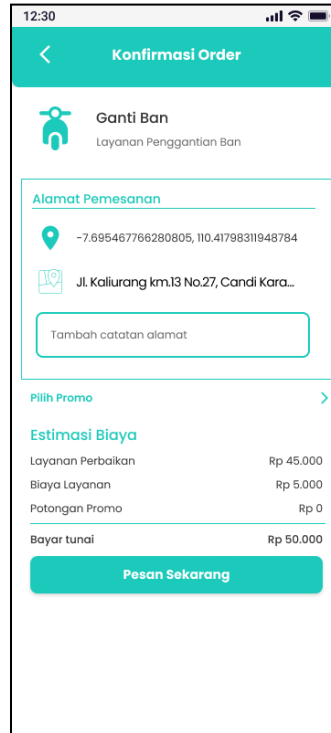 12:30
Konfirmasi Order
Ganti Ban
Layanan Penggantian Ban
Alamat Pemesanan
-7.695467766280805, 110.41798311948784
Jl. Kaliurang km.13 No.27, Candi Kara...
Tambah catatan alamat
Pilih Promo
Estimasi Biaya
Layanan Perbaikan Rp 45.000
Biaya Layanan Rp 5.000
Potongan Promo Rp 0
Bayar tunai Rp 50.000
Pesan Sekarang